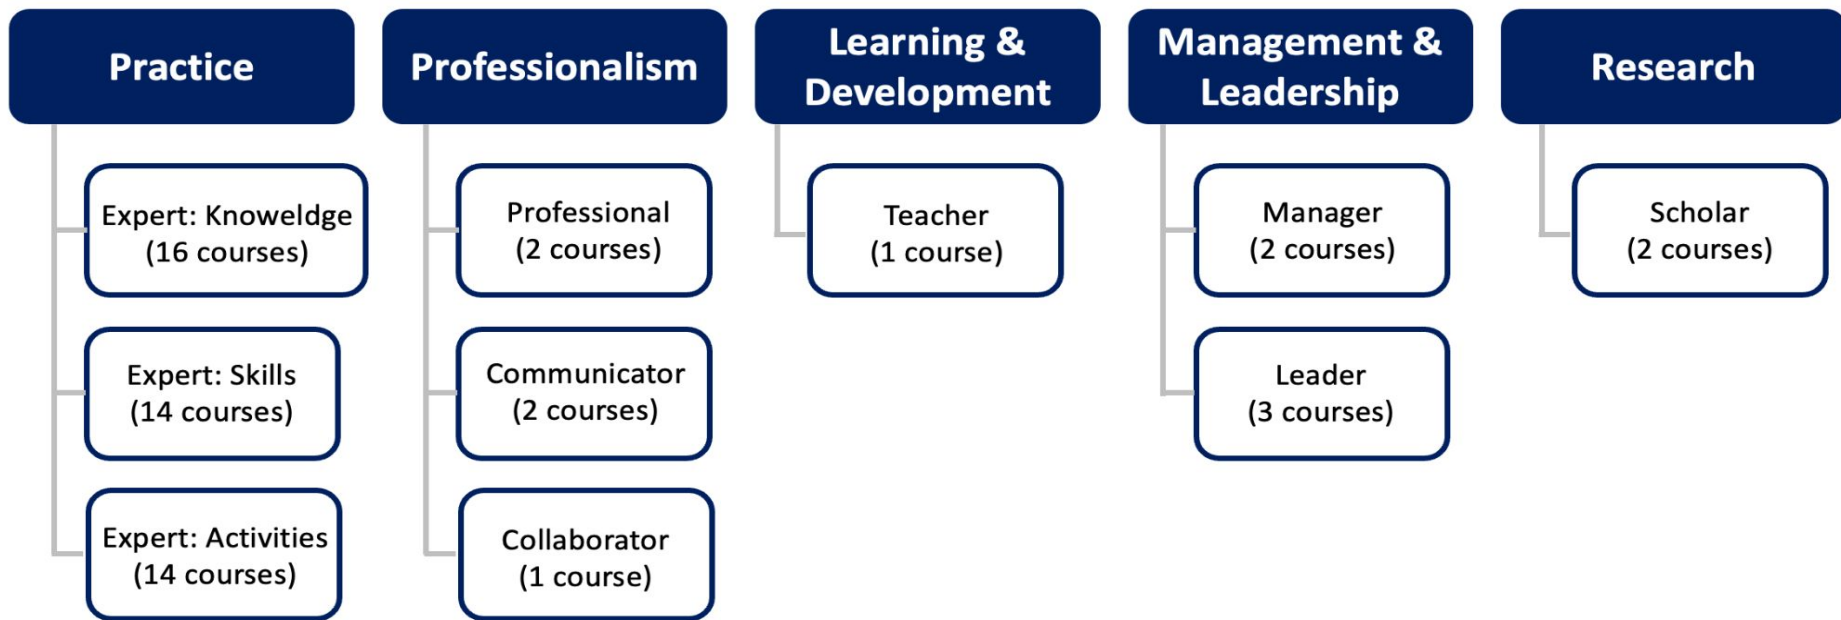 Practice
Expert: Knoweldge
(16 courses)
Expert: Skills
(14 courses)
Expert: Activities
(14 courses)
Professionalism
Professional
(2 courses)
Communicator
(2 courses)
Collaborator
(1 course)
Learning &
Development
Teacher
(1 course)
Management &
Leadership
Manager
(2 courses)
Leader
(3 courses)
Research
Scholar
(2 courses)